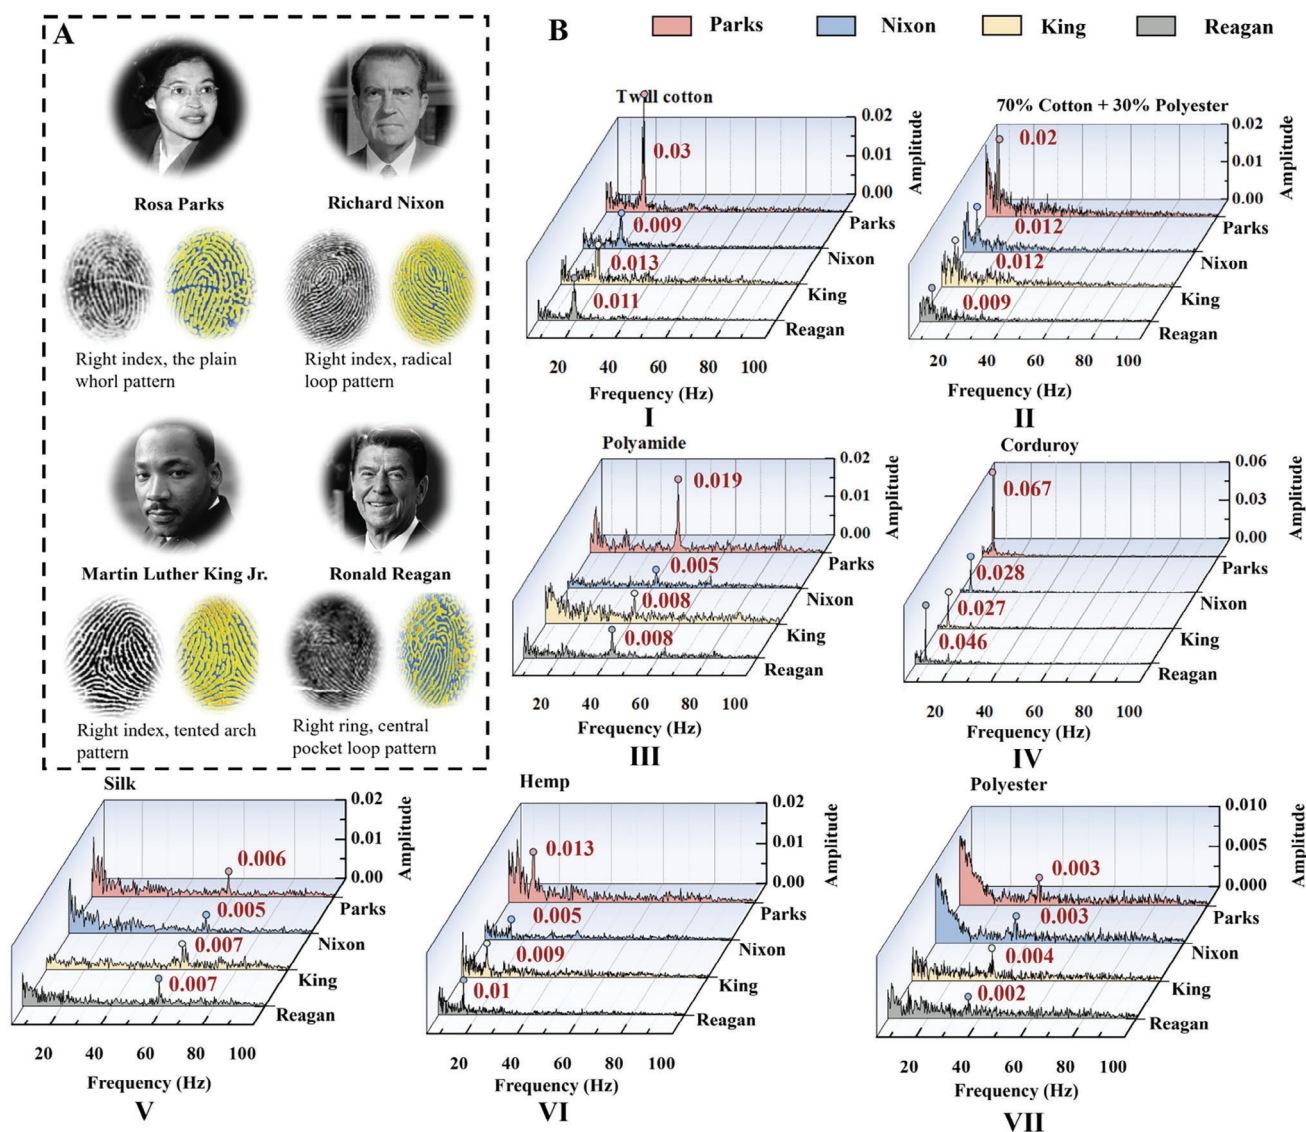 A
Rosa Parks
Richard Nixon
Right index, the plain
whorl pattern
Right index, radical
loop pattern
Martin Luther King Jr.
Ronald Reagan
Right index, tented arch
pattern
Right ring, central
pocket loop pattern
B
Parks
Nixon
King
Reagan
Twill cotton
0.02
0.01
0.00
Amplitude
0.03
0.009
0.013
0.011
Parks
Nixon
King
Reagan
20 40 60 80 100
Frequency (Hz)
I
70% Cotton + 30% Polyester
0.02
0.01
0.00
Amplitude
0.02
0.012
0.012
0.009
Parks
Nixon
King
Reagan
20 40 60 80 100
Frequency (Hz)
II
Polyamide
0.02
0.01
0.00
Amplitude
0.019
0.005
0.008
0.008
Parks
Nixon
King
Reagan
20 40 60 80 100
Frequency (Hz)
III
Corduroy
0.06
0.03
0.00
Amplitude
0.067
0.028
0.027
0.046
Parks
Nixon
King
Reagan
20 40 60 80 100
Frequency (Hz)
IV
Silk
0.02
0.01
0.00
Amplitude
0.006
0.005
0.007
0.007
Parks
Nixon
King
Reagan
20 40 60 80 100
Frequency (Hz)
V
Hemp
0.02
0.01
0.00
Amplitude
0.013
0.005
0.009
0.01
Parks
Nixon
King
Reagan
20 40 60 80 100
Frequency (Hz)
VI
Polyester
0.010
0.005
0.000
Amplitude
0.003
0.003
0.004
0.002
Parks
Nixon
King
Reagan
20 40 60 80 100
Frequency (Hz)
VII